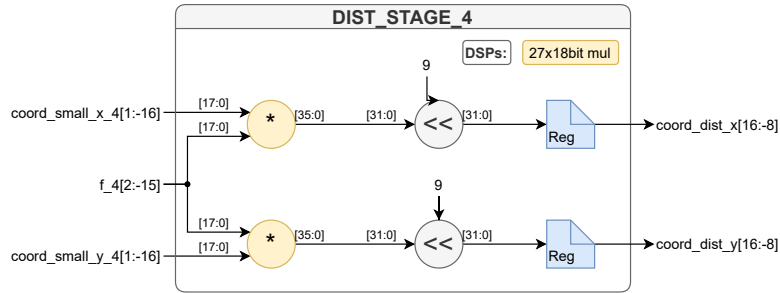 DIST_STAGE_4
DSPs: 27x18bit mul
9
coord_small_x_4[1:-16] [17:0] * [35:0] [31:0] << [31:0] Reg coord_dist_x[16:-8]
[17:0]
f_4[2:-15]
9
[17:0]
coord_small_y_4[1:-16] [17:0] * [35:0] [31:0] << [31:0] Reg coord_dist_y[16:-8]